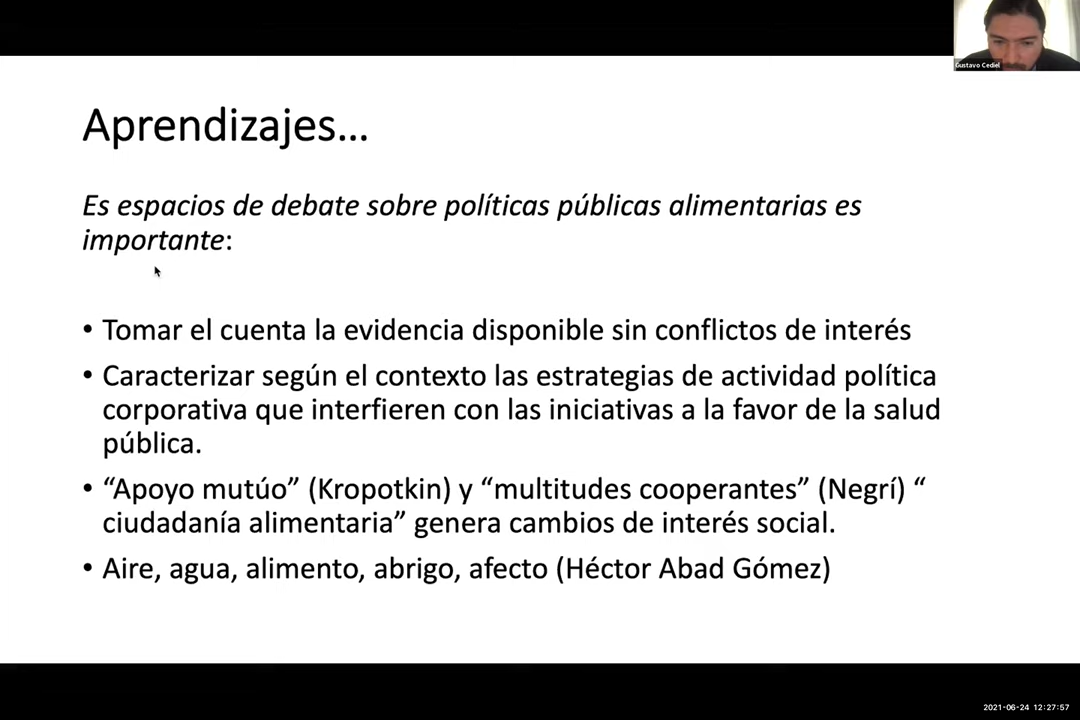 Gustavo Cediel
Aprendizajes...
Es espacios de debate sobre políticas públicas alimentarias es
importante:
• Tomar el cuenta la evidencia disponible sin conflictos de interés
• Caracterizar según el contexto las estrategias de actividad política
corporativa que interfieren con las iniciativas a la favor de la salud
pública.
• “Apoyo mutúo” (Kropotkin) y “multitudes cooperantes” (Negrí) “
ciudadanía alimentaria” genera cambios de interés social.
• Aire, agua, alimento, abrigo, afecto (Héctor Abad Gómez)
2021-06-24 12:27:57